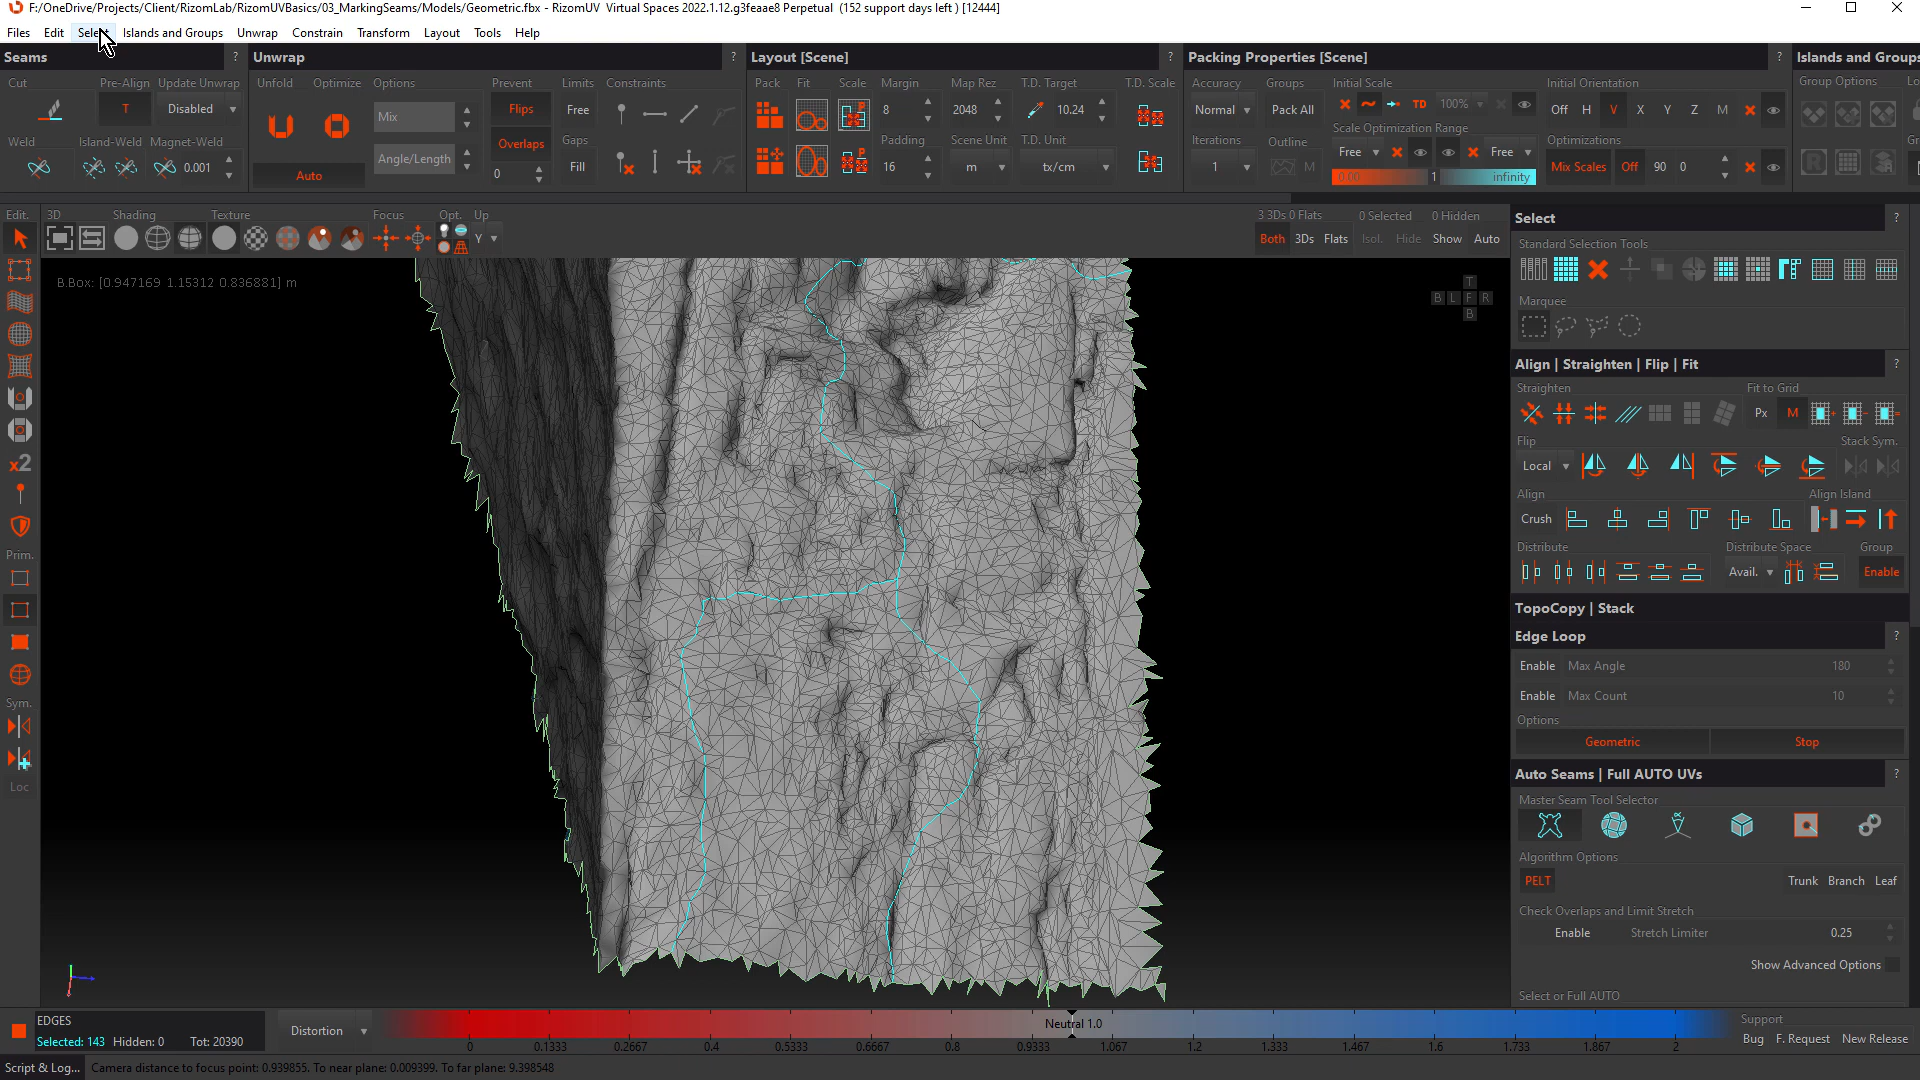 F:/OneDrive/Projects/Client/RizomLab/RizomUVBasics/03_MarkingSeams/Models/Geometric.fbx - RizomUV Virtual Spaces 2022.1.12.g3feaae8 Perpetual (152 support days left ) [12444]
Files Edit Select Islands and Groups Unwrap Constrain Transform Layout Tools Help
Seams ? Unwrap ? Layout [Scene] ? Packing Properties [Scene] ? Islands and Groups
Cut Pre-Align Update Unwrap Unfold Optimize Options Prevent Limits Constraints Pack Fit Scale Margin Map Rez T.D. Target T.D. Scale Accuracy Groups Initial Scale Initial Orientation Group Options
T Disabled Mix Flips Free 8 2048 10.24 Normal Pack All TD 100% Off H V X Y Z M
Weld Island-Weld Magnet-Weld Gaps Padding Scene Unit T.D. Unit Iterations Outline Scale Optimization Range Optimizations
0.001 Auto Angle/Length Overlaps 0 Fill 16 m tx/cm 1 M Free Free Mix Scales Off 90 0
0.00 1 infinity
Edit. 3D Shading Texture Focus Opt. Up 3 3Ds 0 Flats 0 Selected 0 Hidden
Y Both 3Ds Flats Isol. Hide Show Auto
B.Box: [0.947169 1.15312 0.836881] m
T
B L F R
B
x2
Prim.
Sym.
Loc
Select ?
Standard Selection Tools
Marquee
Align | Straighten | Flip | Fit ?
Straighten Fit to Grid
Px M
Flip Stack Sym.
Local
Align Align Island
Crush
Distribute Distribute Space Group
Avail. Enable
TopoCopy | Stack
Edge Loop ?
Enable Max Angle 180
Enable Max Count 10
Options
Geometric Stop
Auto Seams | Full AUTO UVs ?
Master Seam Tool Selector
Algorithm Options
PELT Trunk Branch Leaf
Check Overlaps and Limit Stretch
Enable Stretch Limiter 0.25
Show Advanced Options
Select or Full AUTO
EDGES
Selected: 143 Hidden: 0 Tot: 20390
Distortion
Neutral 1.0
0 0.1333 0.2667 0.4 0.5333 0.6667 0.8 0.9333 1.067 1.2 1.333 1.467 1.6 1.733 1.867 2
Support
Bug F. Request New Release
Script & Log... Camera distance to focus point: 0.939855. To near plane: 0.009399. To far plane: 9.398548